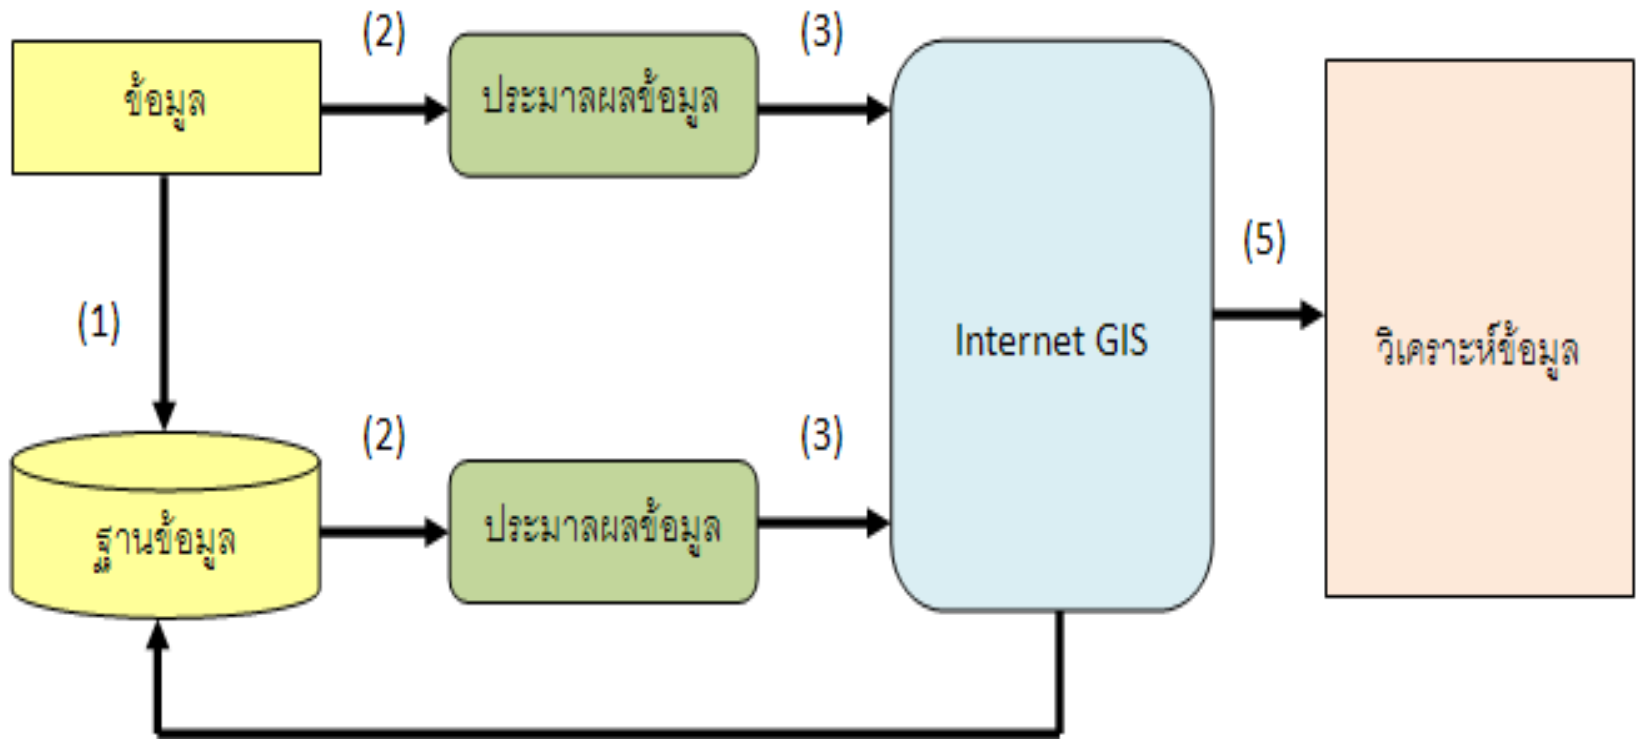 (2)
(3)
ข้อมูล
ประมาลผลข้อมูล
(5)
(1)
Internet GIS
วิเคราะห์ข้อมูล
(2)
(3)
ฐานข้อมูล
ประมาลผลข้อมูล